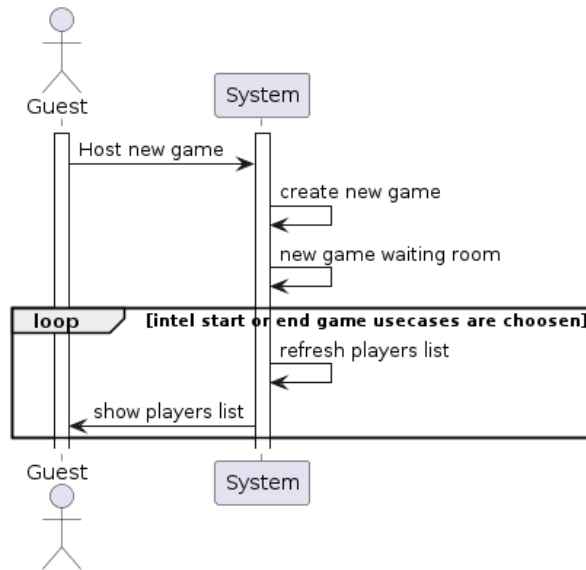 Guest
System
Host new game
create new game
new game waiting room
loop [intel start or end game usecases are choosen]
refresh players list
show players list
Guest
System